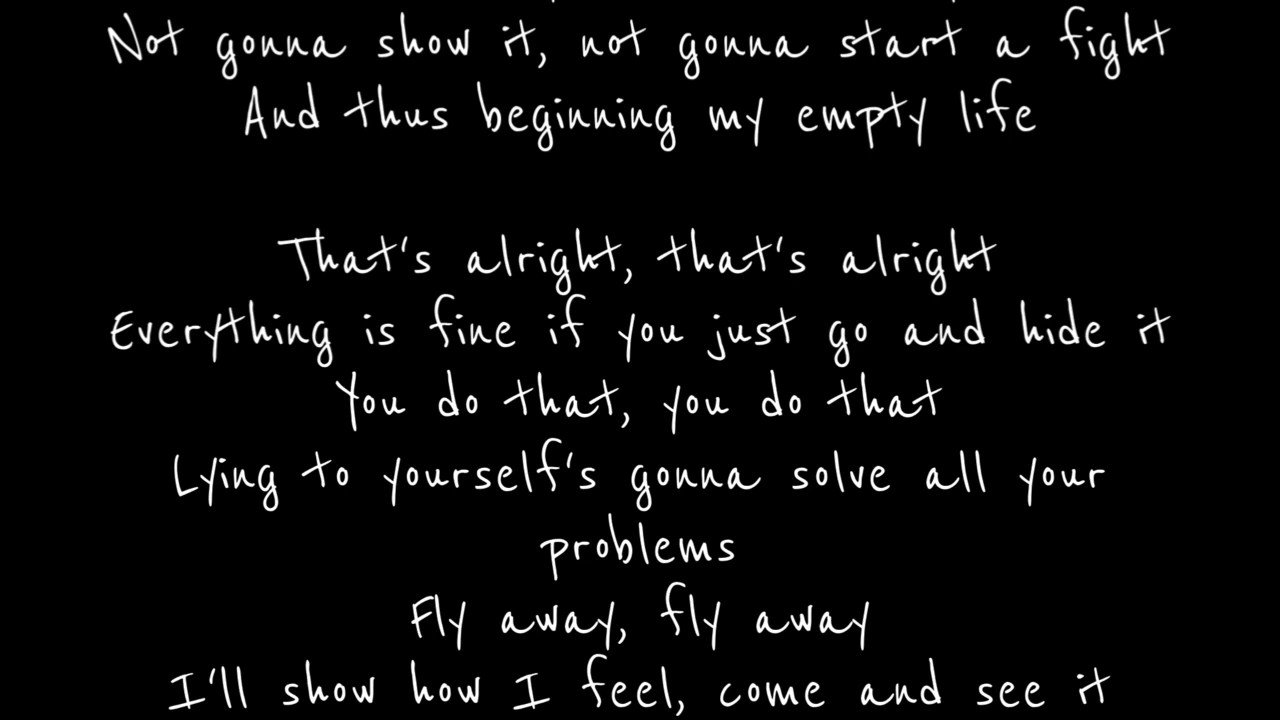 Not gonna show it, not gonna start a fight
And thus beginning my empty life
That's alright, that's alright
Everything is fine if you just go and hide it
You do that, you do that
Lying to yourself's gonna solve all your
problems
Fly away, fly away
I'll show how I feel, come and see it